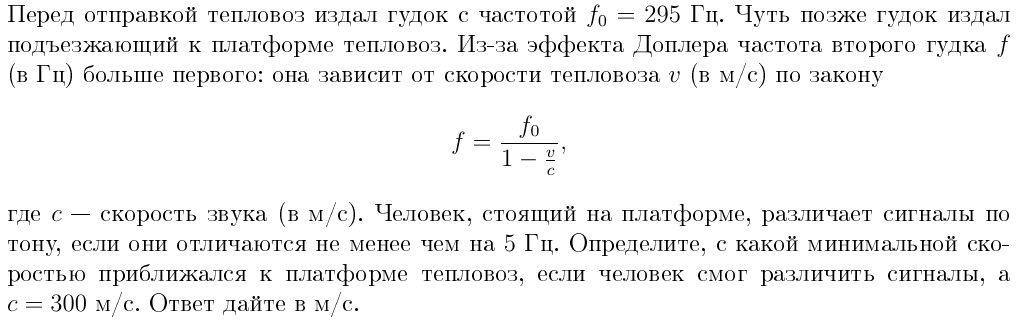 Перед отправкой тепловоз издал гудок с частотой f₀ = 295 Гц. Чуть позже гудок издал
подъезжающий к платформе тепловоз. Из-за эффекта Доплера частота второго гудка f
(в Гц) больше первого: она зависит от скорости тепловоза v (в м/с) по закону
f = f₀ / (1 − v/c),
где c — скорость звука (в м/с). Человек, стоящий на платформе, различает сигналы по
тону, если они отличаются не менее чем на 5 Гц. Определите, с какой минимальной ско-
ростью приближался к платформе тепловоз, если человек смог различить сигналы, а
c = 300 м/с. Ответ дайте в м/с.